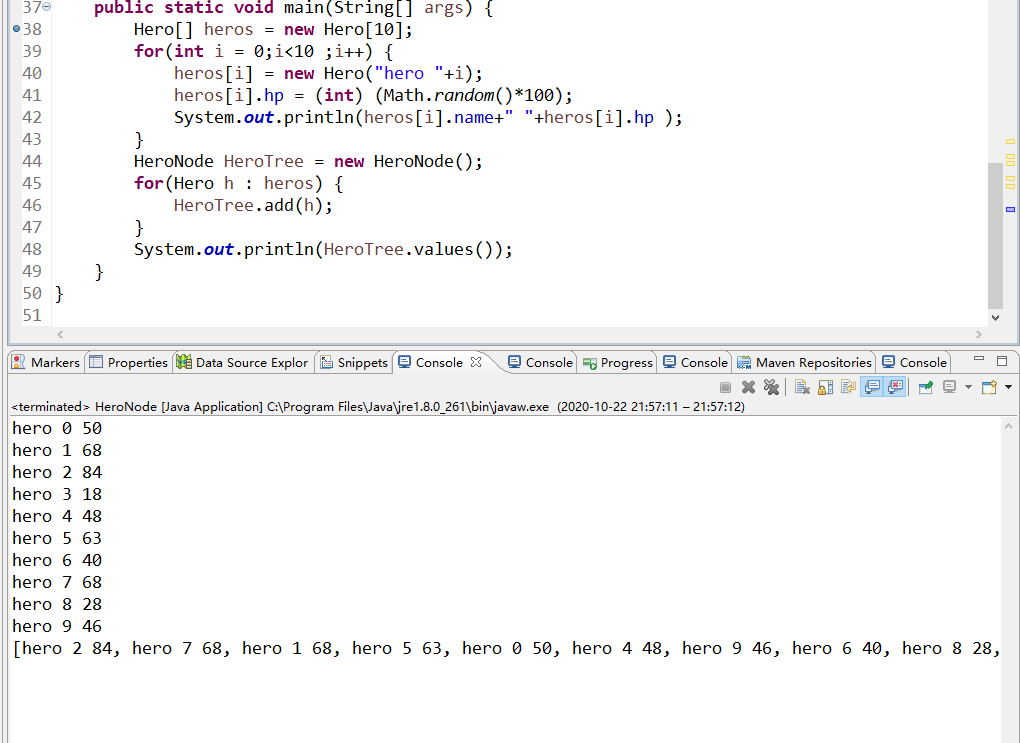 37 public static void main(String[] args) {
38 Hero[] heros = new Hero[10];
39 for(int i = 0;i<10 ;i++) {
40 heros[i] = new Hero("hero "+i);
41 heros[i].hp = (int) (Math.random()*100);
42 System.out.println(heros[i].name+" "+heros[i].hp );
43 }
44 HeroNode HeroTree = new HeroNode();
45 for(Hero h : heros) {
46 HeroTree.add(h);
47 }
48 System.out.println(HeroTree.values());
49 }
50 }
51
Markers Properties Data Source Explor Snippets Console Console Progress Console Maven Repositories Console
<terminated> HeroNode [Java Application] C:\Program Files\Java\jre1.8.0_261\bin\javaw.exe (2020-10-22 21:57:11 – 21:57:12)
hero 0 50
hero 1 68
hero 2 84
hero 3 18
hero 4 48
hero 5 63
hero 6 40
hero 7 68
hero 8 28
hero 9 46
[hero 2 84, hero 7 68, hero 1 68, hero 5 63, hero 0 50, hero 4 48, hero 9 46, hero 6 40, hero 8 28,